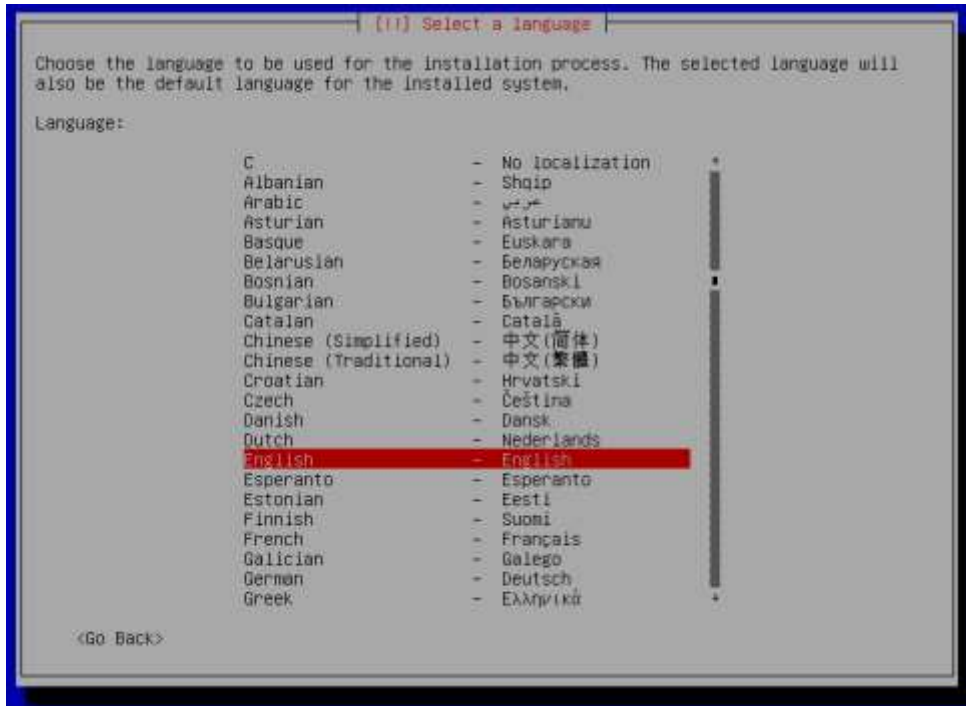 [!!] Select a language
Choose the language to be used for the installation process. The selected language will
also be the default language for the installed system.
Language:
C - No localization
Albanian - Shqip
Arabic - عربي
Asturian - Asturianu
Basque - Euskara
Belarusian - Беларуская
Bosnian - Bosanski
Bulgarian - Български
Catalan - Català
Chinese (Simplified) - 中文(简体)
Chinese (Traditional) - 中文(繁體)
Croatian - Hrvatski
Czech - Čeština
Danish - Dansk
Dutch - Nederlands
English - English
Esperanto - Esperanto
Estonian - Eesti
Finnish - Suomi
French - Français
Galician - Galego
German - Deutsch
Greek - Ελληνικά
<Go Back>